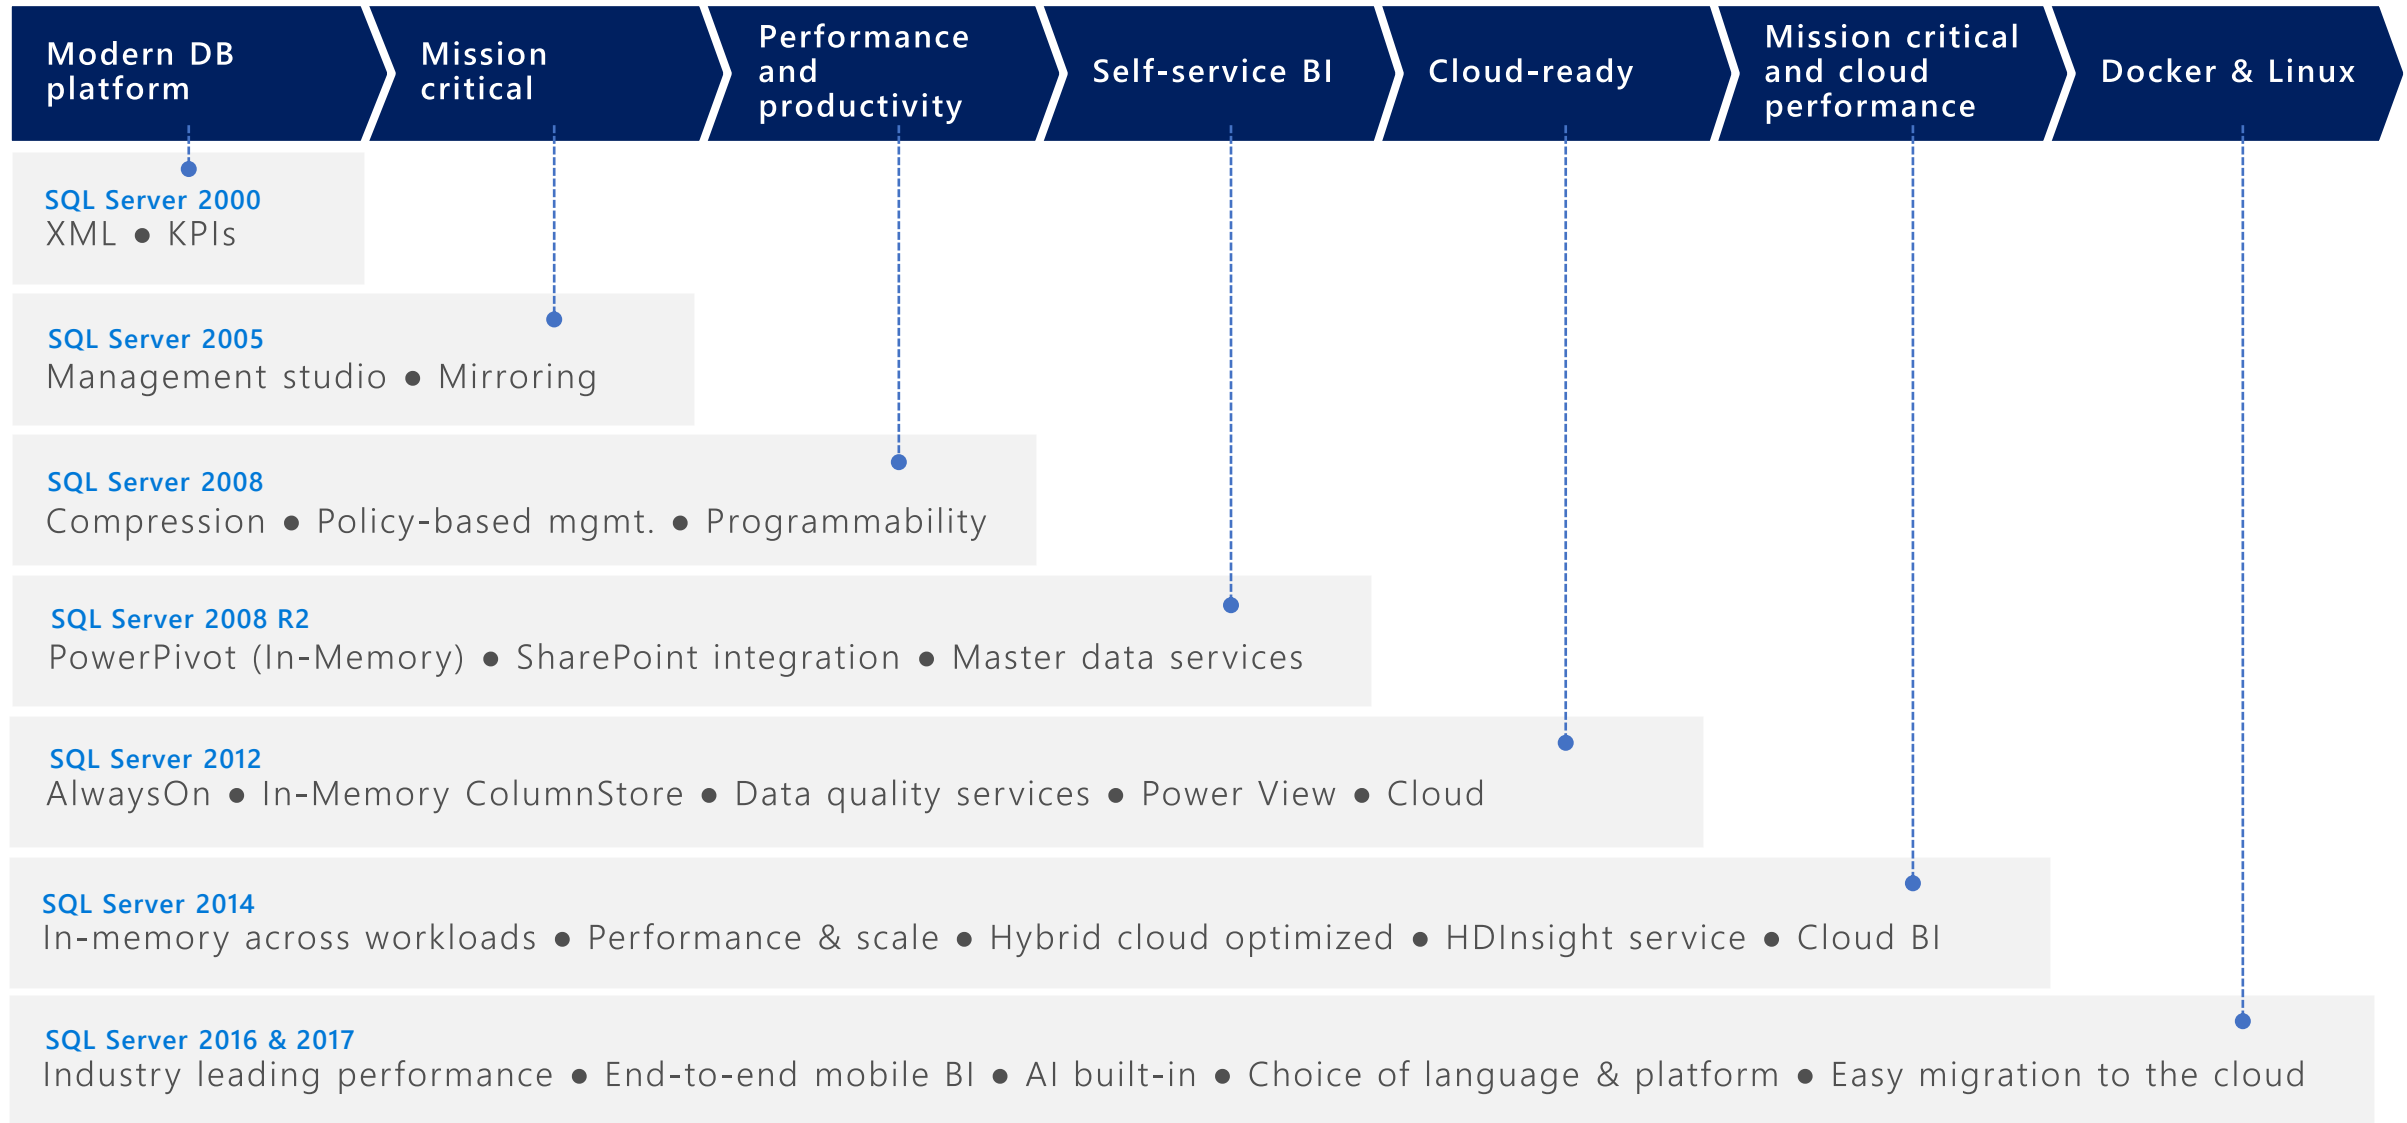 Modern DB
platform
Mission
critical
Performance
and
productivity
Self-service BI
Cloud-ready
Mission critical
and cloud
performance
Docker & Linux
SQL Server 2000
XML ● KPIs
SQL Server 2005
Management studio ● Mirroring
SQL Server 2008
Compression ● Policy-based mgmt. ● Programmability
SQL Server 2008 R2
PowerPivot (In-Memory) ● SharePoint integration ● Master data services
SQL Server 2012
AlwaysOn ● In-Memory ColumnStore ● Data quality services ● Power View ● Cloud
SQL Server 2014
In-memory across workloads ● Performance & scale ● Hybrid cloud optimized ● HDInsight service ● Cloud BI
SQL Server 2016 & 2017
Industry leading performance ● End-to-end mobile BI ● AI built-in ● Choice of language & platform ● Easy migration to the cloud